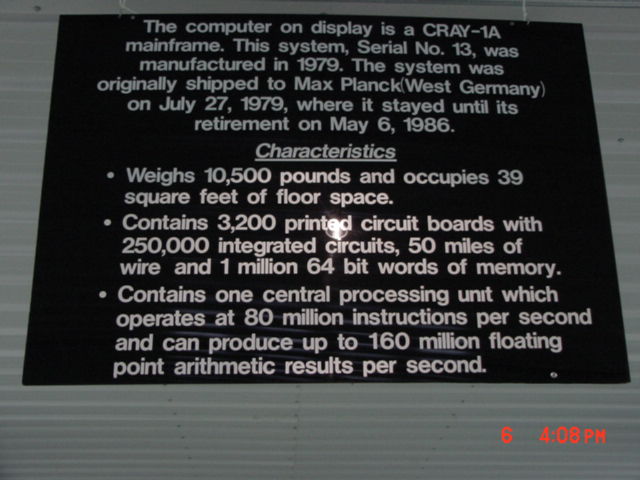 The computer on display is a CRAY-1A
mainframe. This system, Serial No. 13, was
manufactured in 1979. The system was
originally shipped to Max Planck(West Germany)
on July 27, 1979, where it stayed until its
retirement on May 6, 1986.
Characteristics
• Weighs 10,500 pounds and occupies 39
square feet of floor space.
• Contains 3,200 printed circuit boards with
250,000 integrated circuits, 50 miles of
wire and 1 million 64 bit words of memory.
• Contains one central processing unit which
operates at 80 million instructions per second
and can produce up to 160 million floating
point arithmetic results per second.
6 4:08PM